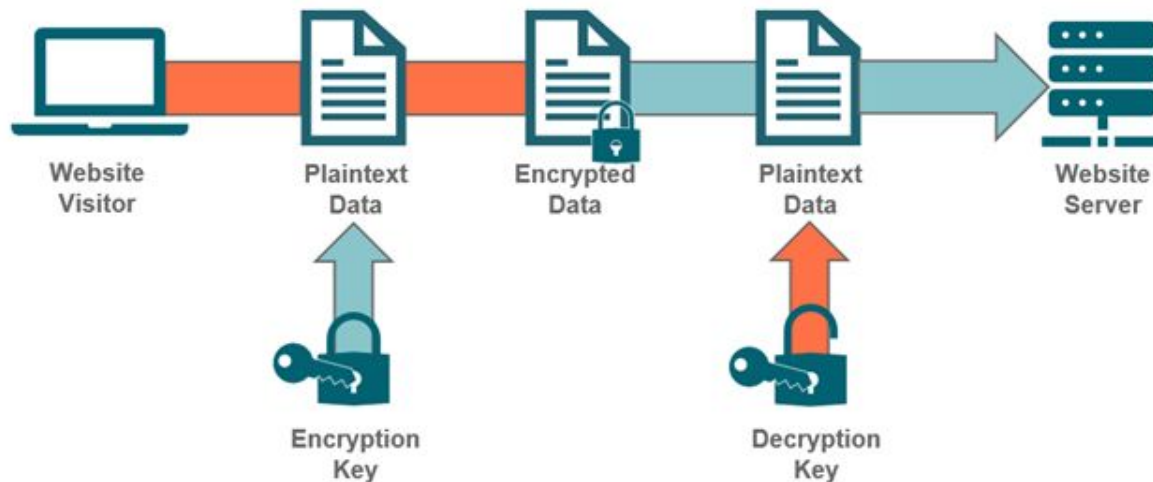 Website
Visitor
Plaintext
Data
Encrypted
Data
Plaintext
Data
Website
Server
Encryption
Key
Decryption
Key